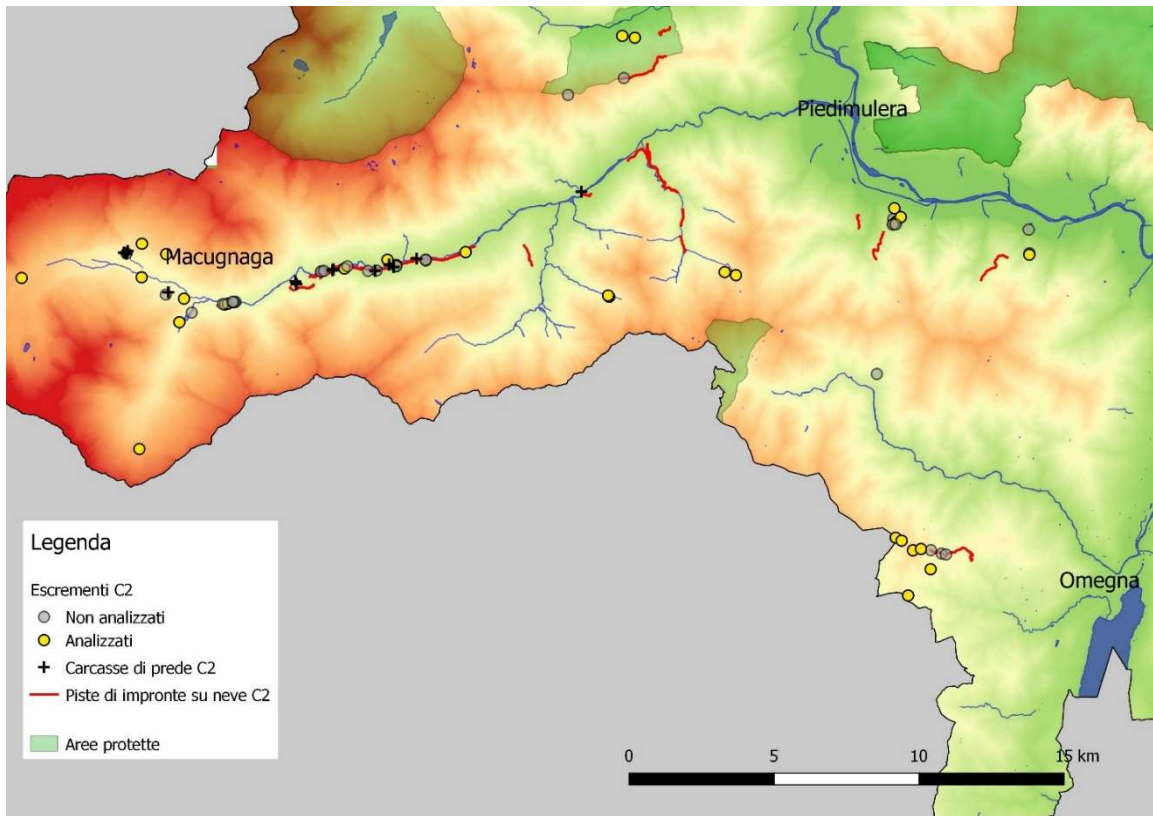 Piedimulera
Macugnaga
Omegna
Legenda
Escrementi C2
Non analizzati
Analizzati
Carcasse di prede C2
Piste di impronte su neve C2
Aree protette
0 5 10 15 km